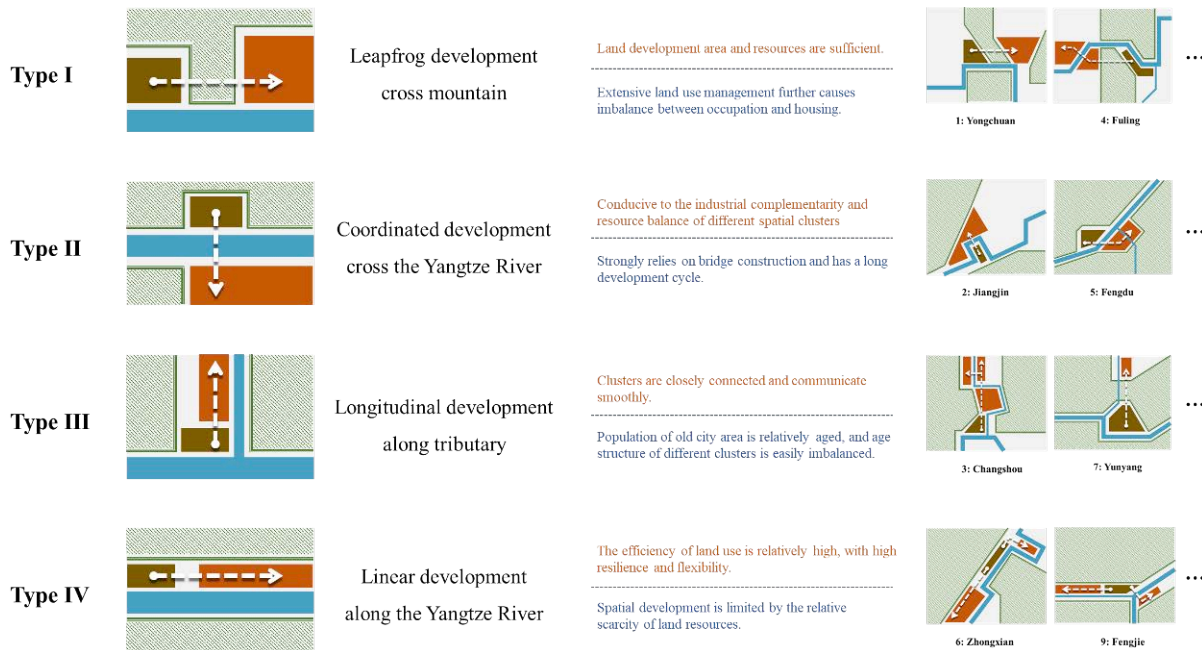 Type I
Leapfrog development
cross mountain
Land development area and resources are sufficient.
Extensive land use management further causes
imbalance between occupation and housing.
1: Yongchuan
4: Fuling
...
Type II
Coordinated development
cross the Yangtze River
Conducive to the industrial complementarity and
resource balance of different spatial clusters
Strongly relies on bridge construction and has a long
development cycle.
2: Jiangjin
5: Fengdu
...
Type III
Longitudinal development
along tributary
Clusters are closely connected and communicate
smoothly.
Population of old city area is relatively aged, and age
structure of different clusters is easily imbalanced.
3: Changshou
7: Yunyang
...
Type IV
Linear development
along the Yangtze River
The efficiency of land use is relatively high, with high
resilience and flexibility.
Spatial development is limited by the relative
scarcity of land resources.
6: Zhongxian
9: Fengjie
...